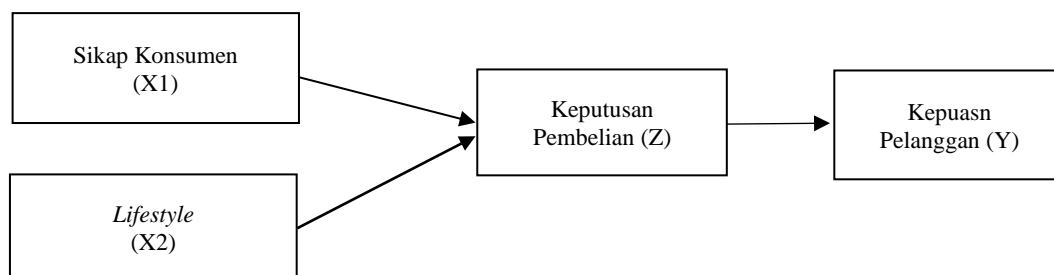 Sikap Konsumen
(X1)
Keputusan
Pembelian (Z)
Kepuasn
Pelanggan (Y)
Lifestyle
(X2)